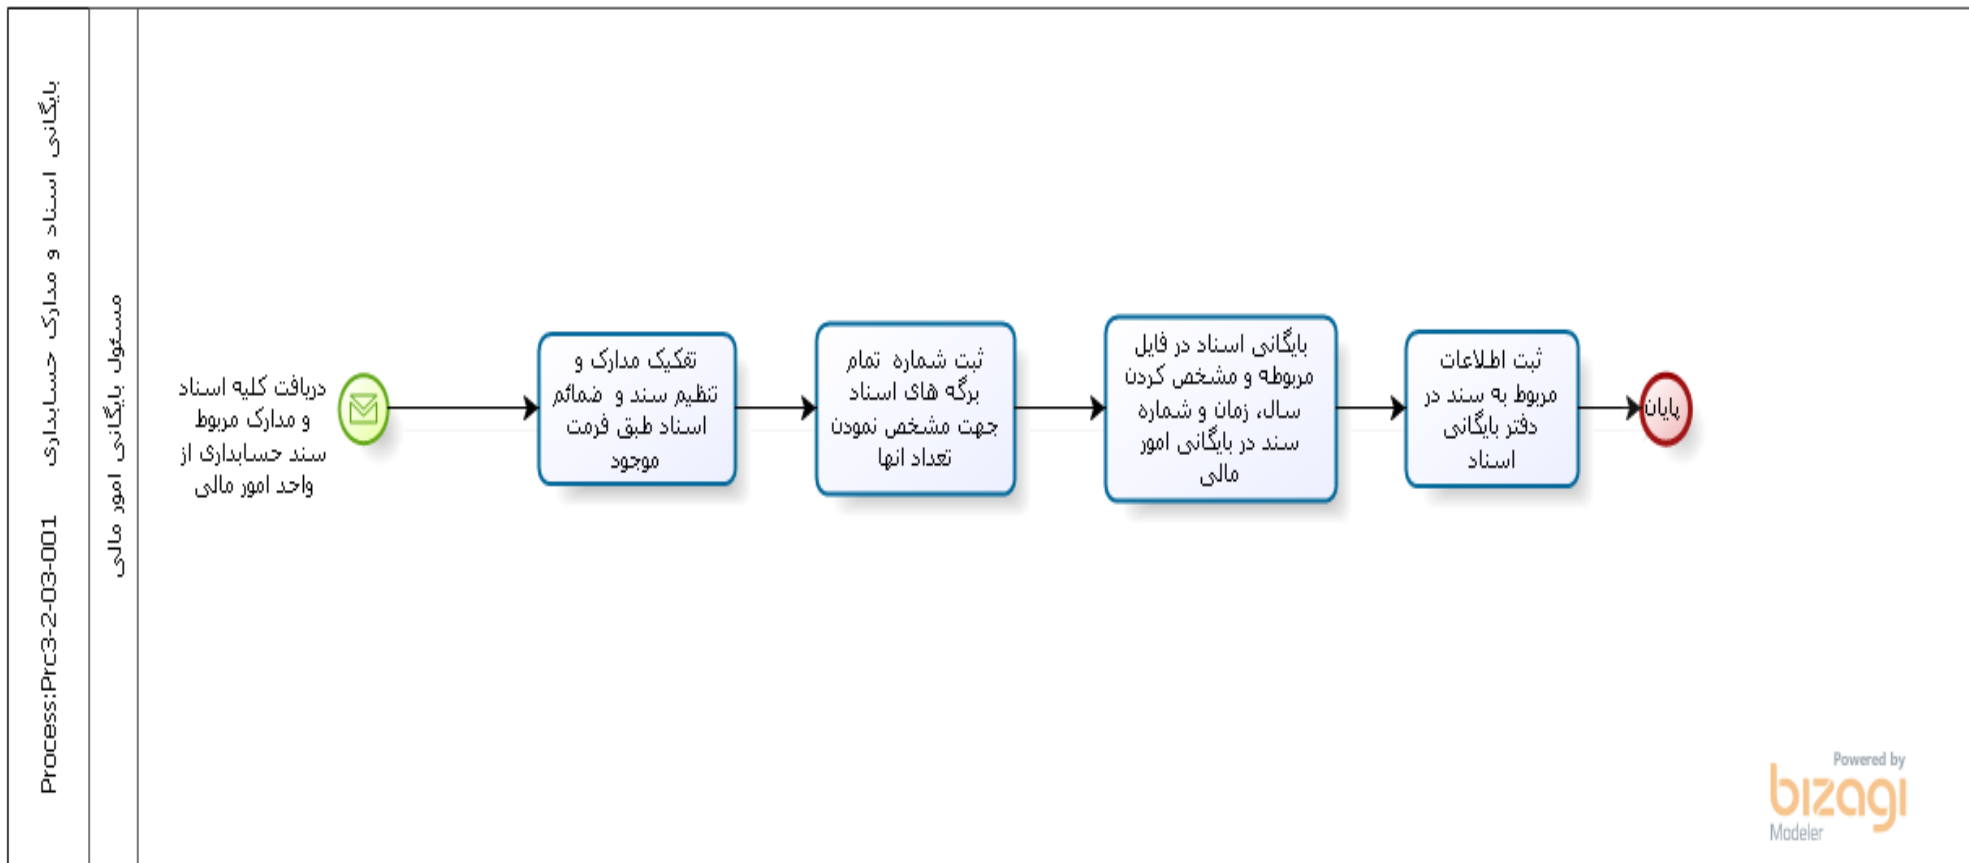 Process:Prc3-2-03-001 بایگانی اسناد و مدارک حسابداری
مسئول بایگانی امور مالی
دریافت کلیه اسناد
و مدارک مربوط
سند حسابداری از
واحد امور مالی
تفکیک مدارک و
تنظیم سند و ضمائم
اسناد طبق فرمت
موجود
ثبت شماره تمام
برگه های اسناد
جهت مشخص نمودن
تعداد انها
بایگانی اسناد در فایل
مربوطه و مشخص کردن
سال، زمان و شماره
سند در بایگانی امور
مالی
ثبت اطلاعات
مربوط به سند در
دفتر بایگانی
اسناد
پایان
Powered by
bizagi
Modeler